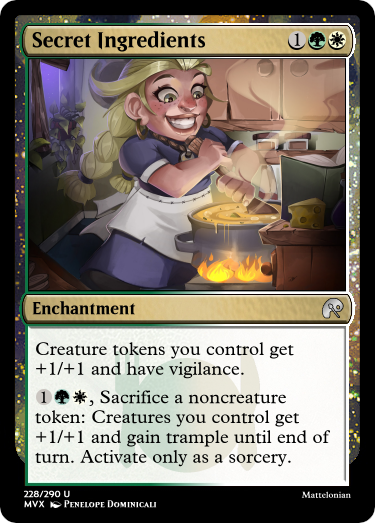 Secret Ingredients 1
Enchantment
Creature tokens you control get
+1/+1 and have vigilance.
1, Sacrifice a noncreature
token: Creatures you control get
+1/+1 and gain trample until end of
turn. Activate only as a sorcery.
228/290 U
Mattelonian
MVX Penelope Dominicali